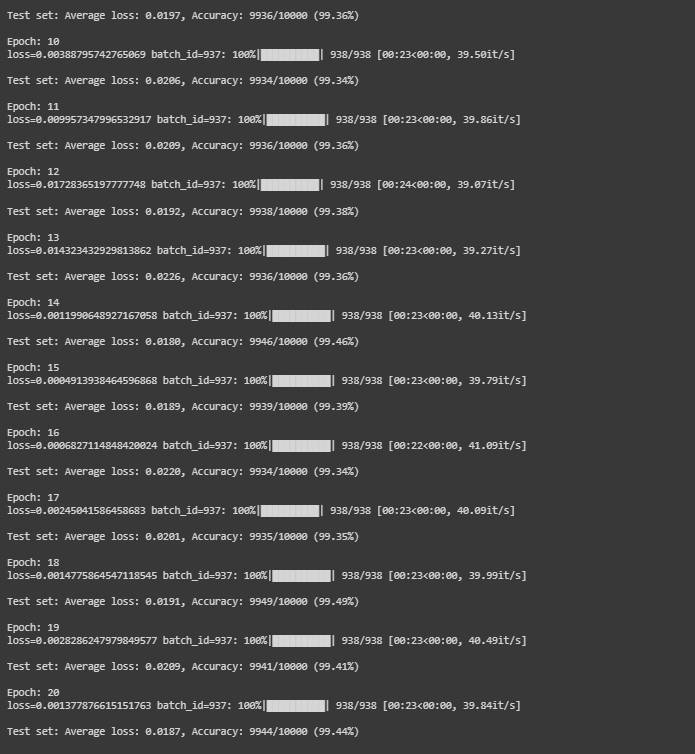 Test set: Average loss: 0.0197, Accuracy: 9936/10000 (99.36%)
Epoch: 10
loss=0.00388795742765069 batch_id=937: 100%|██████████| 938/938 [00:23<00:00, 39.50it/s]
Test set: Average loss: 0.0206, Accuracy: 9934/10000 (99.34%)
Epoch: 11
loss=0.009957347996532917 batch_id=937: 100%|██████████| 938/938 [00:23<00:00, 39.86it/s]
Test set: Average loss: 0.0209, Accuracy: 9936/10000 (99.36%)
Epoch: 12
loss=0.01728365197777748 batch_id=937: 100%|██████████| 938/938 [00:24<00:00, 39.07it/s]
Test set: Average loss: 0.0192, Accuracy: 9938/10000 (99.38%)
Epoch: 13
loss=0.014323432929813862 batch_id=937: 100%|██████████| 938/938 [00:23<00:00, 39.27it/s]
Test set: Average loss: 0.0226, Accuracy: 9936/10000 (99.36%)
Epoch: 14
loss=0.0011990648927167058 batch_id=937: 100%|██████████| 938/938 [00:23<00:00, 40.13it/s]
Test set: Average loss: 0.0180, Accuracy: 9946/10000 (99.46%)
Epoch: 15
loss=0.0004913938464596868 batch_id=937: 100%|██████████| 938/938 [00:23<00:00, 39.79it/s]
Test set: Average loss: 0.0189, Accuracy: 9939/10000 (99.39%)
Epoch: 16
loss=0.0006827114848420024 batch_id=937: 100%|██████████| 938/938 [00:22<00:00, 41.09it/s]
Test set: Average loss: 0.0220, Accuracy: 9934/10000 (99.34%)
Epoch: 17
loss=0.00245041586458683 batch_id=937: 100%|██████████| 938/938 [00:23<00:00, 40.09it/s]
Test set: Average loss: 0.0201, Accuracy: 9935/10000 (99.35%)
Epoch: 18
loss=0.0014775864547118545 batch_id=937: 100%|██████████| 938/938 [00:23<00:00, 39.99it/s]
Test set: Average loss: 0.0191, Accuracy: 9949/10000 (99.49%)
Epoch: 19
loss=0.0028286247979849577 batch_id=937: 100%|██████████| 938/938 [00:23<00:00, 40.49it/s]
Test set: Average loss: 0.0209, Accuracy: 9941/10000 (99.41%)
Epoch: 20
loss=0.001377876615151763 batch_id=937: 100%|██████████| 938/938 [00:23<00:00, 39.84it/s]
Test set: Average loss: 0.0187, Accuracy: 9944/10000 (99.44%)